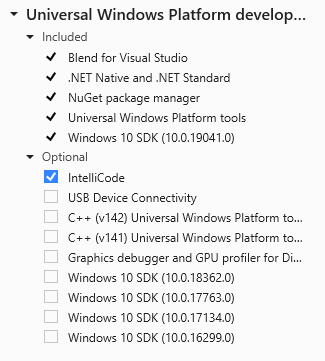 Universal Windows Platform develop...
Included
Blend for Visual Studio
.NET Native and .NET Standard
NuGet package manager
Universal Windows Platform tools
Windows 10 SDK (10.0.19041.0)
Optional
IntelliCode
USB Device Connectivity
C++ (v142) Universal Windows Platform to...
C++ (v141) Universal Windows Platform to...
Graphics debugger and GPU profiler for Di...
Windows 10 SDK (10.0.18362.0)
Windows 10 SDK (10.0.17763.0)
Windows 10 SDK (10.0.17134.0)
Windows 10 SDK (10.0.16299.0)